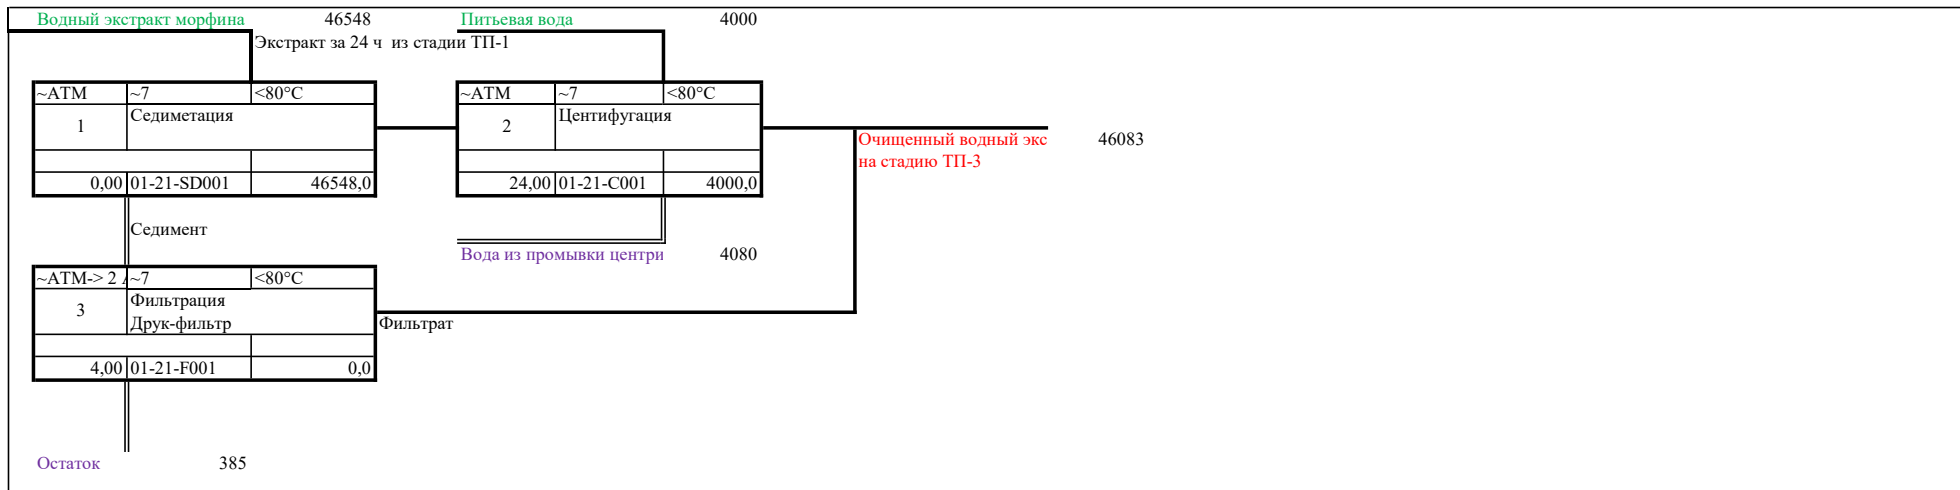 Водный экстракт морфина 46548 Питьевая вода 4000
Экстракт за 24 ч из стадии ТП-1
~АТМ ~7 <80°C ~АТМ ~7 <80°C
1 Седиметация 2 Центифугация
Очищенный водный экс 46083
на стадию ТП-3
0,00 01-21-SD001 46548,0 24,00 01-21-C001 4000,0
Седимент
Вода из промывки центри 4080
~АТМ-> 2 ~7 <80°C
3 Фильтрация
Друк-фильтр Фильтрат
4,00 01-21-F001 0,0
Остаток 385